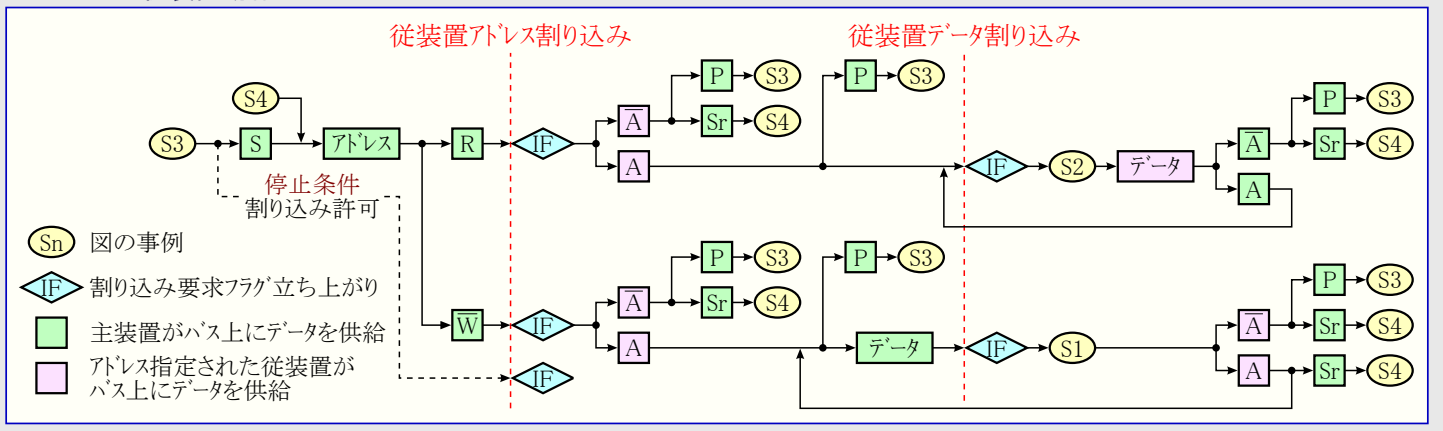 従装置アドレス割り込み
従装置データ割り込み
P S3
P S3
P S3
S4
A̅ Sr S4
A̅ Sr S4
S3 S アドレス R IF
A
IF S2 データ
A
停止条件
割り込み許可
Sn 図の事例
P S3
P S3
P S3
IF 割り込み要求フラグ立ち上がり
A̅ Sr S4
W̅ IF
A̅ Sr S4
主装置がバス上にデータを供給
A
データ IF S1
A Sr S4
アドレス指定された従装置が
バス上にデータを供給
IF